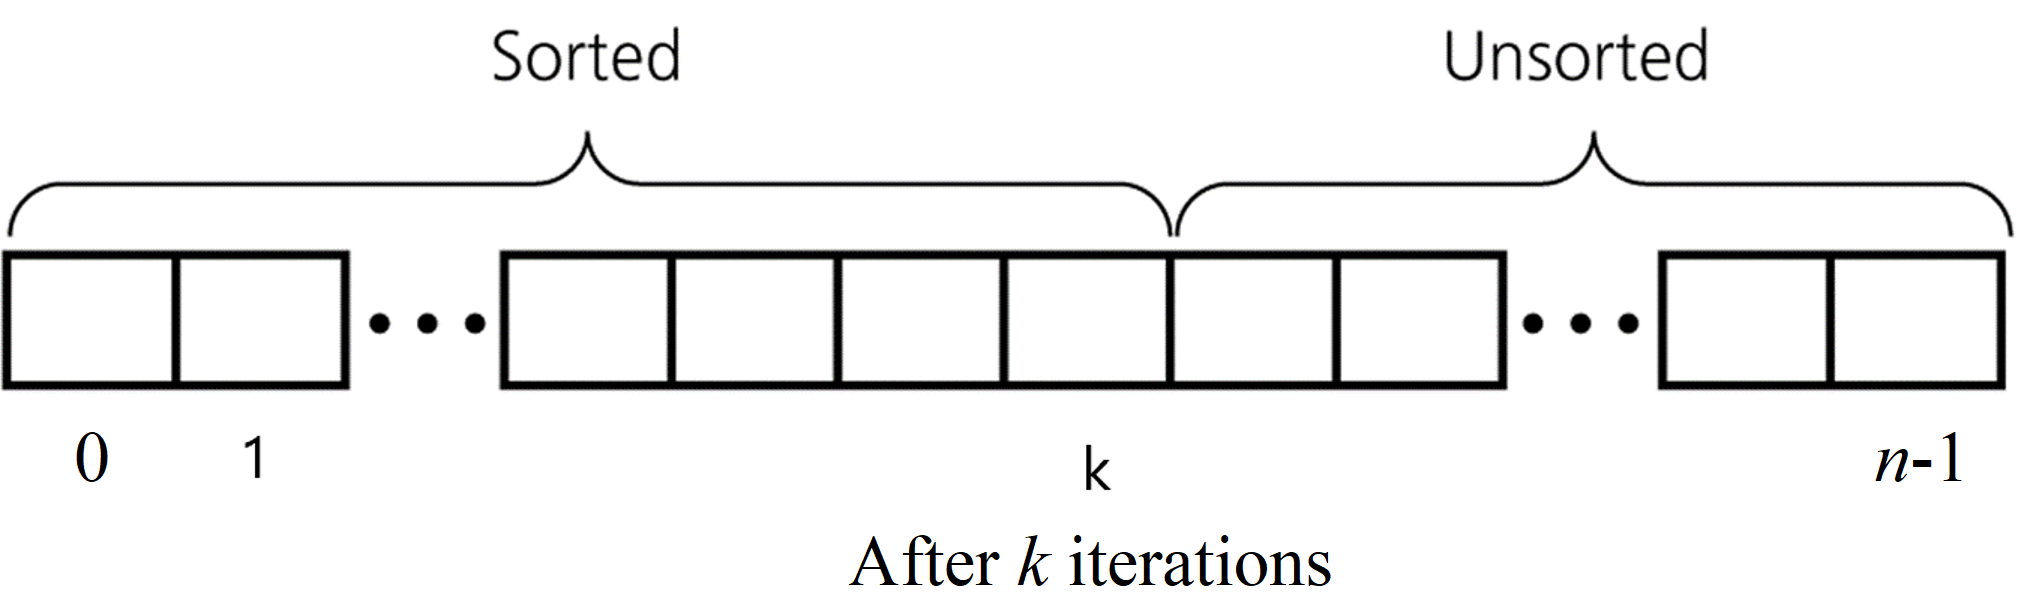 Sorted Unsorted
0 1 k n-1
After k iterations